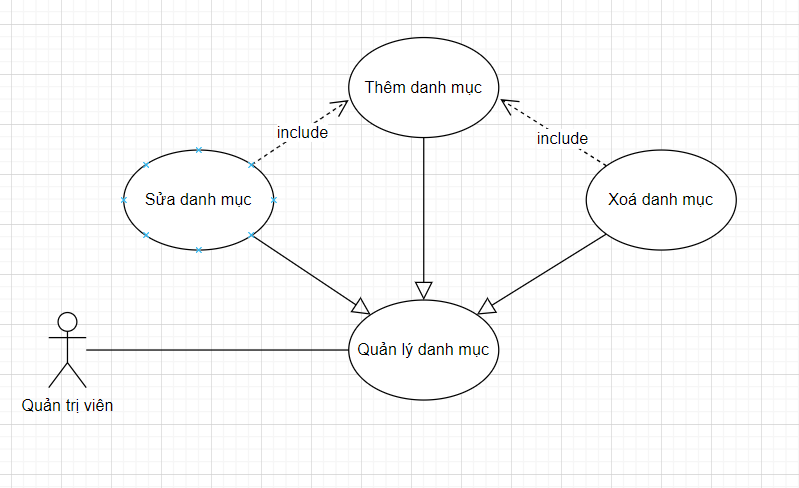 Thêm danh mục
include
include
Sửa danh mục
Xoá danh mục
Quản lý danh mục
Quản trị viên